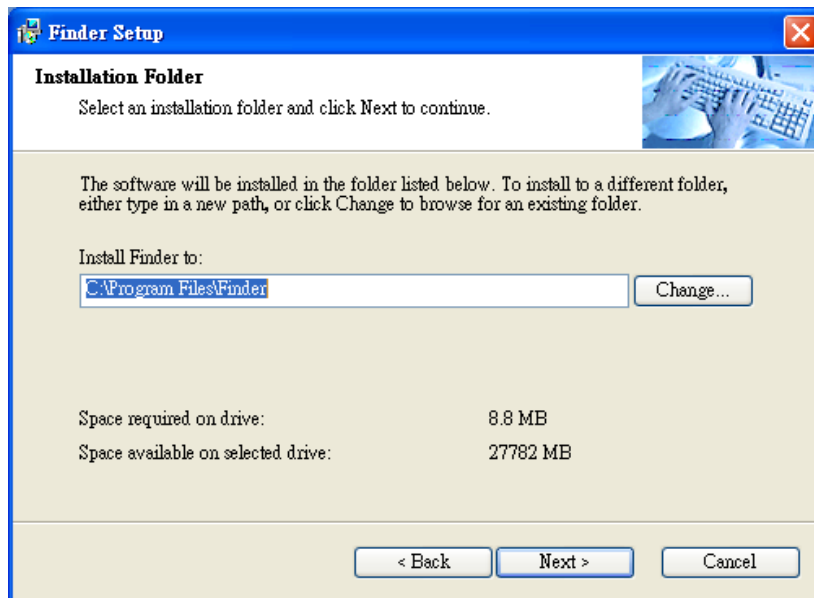 Finder Setup
Installation Folder
Select an installation folder and click Next to continue.
The software will be installed in the folder listed below. To install to a different folder,
either type in a new path, or click Change to browse for an existing folder.
Install Finder to:
C:\Program Files\Finder
Change...
Space required on drive: 8.8 MB
Space available on selected drive: 27782 MB
< Back Next > Cancel